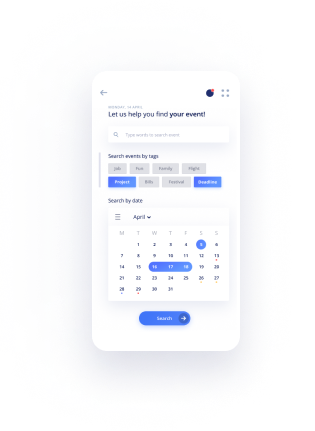 MONDAY, 14 APRIL
Let us help you find your event!
Type words to search event
Search events by tags
Job Fun Family Flight
Project Bills Festival Deadline
Search by date
April
M T W T F S S
1 2 3 4 5 6
7 8 9 10 11 12 13
14 15 16 17 18 19 20
21 22 23 24 25 26 27
28 29 30 31
Search